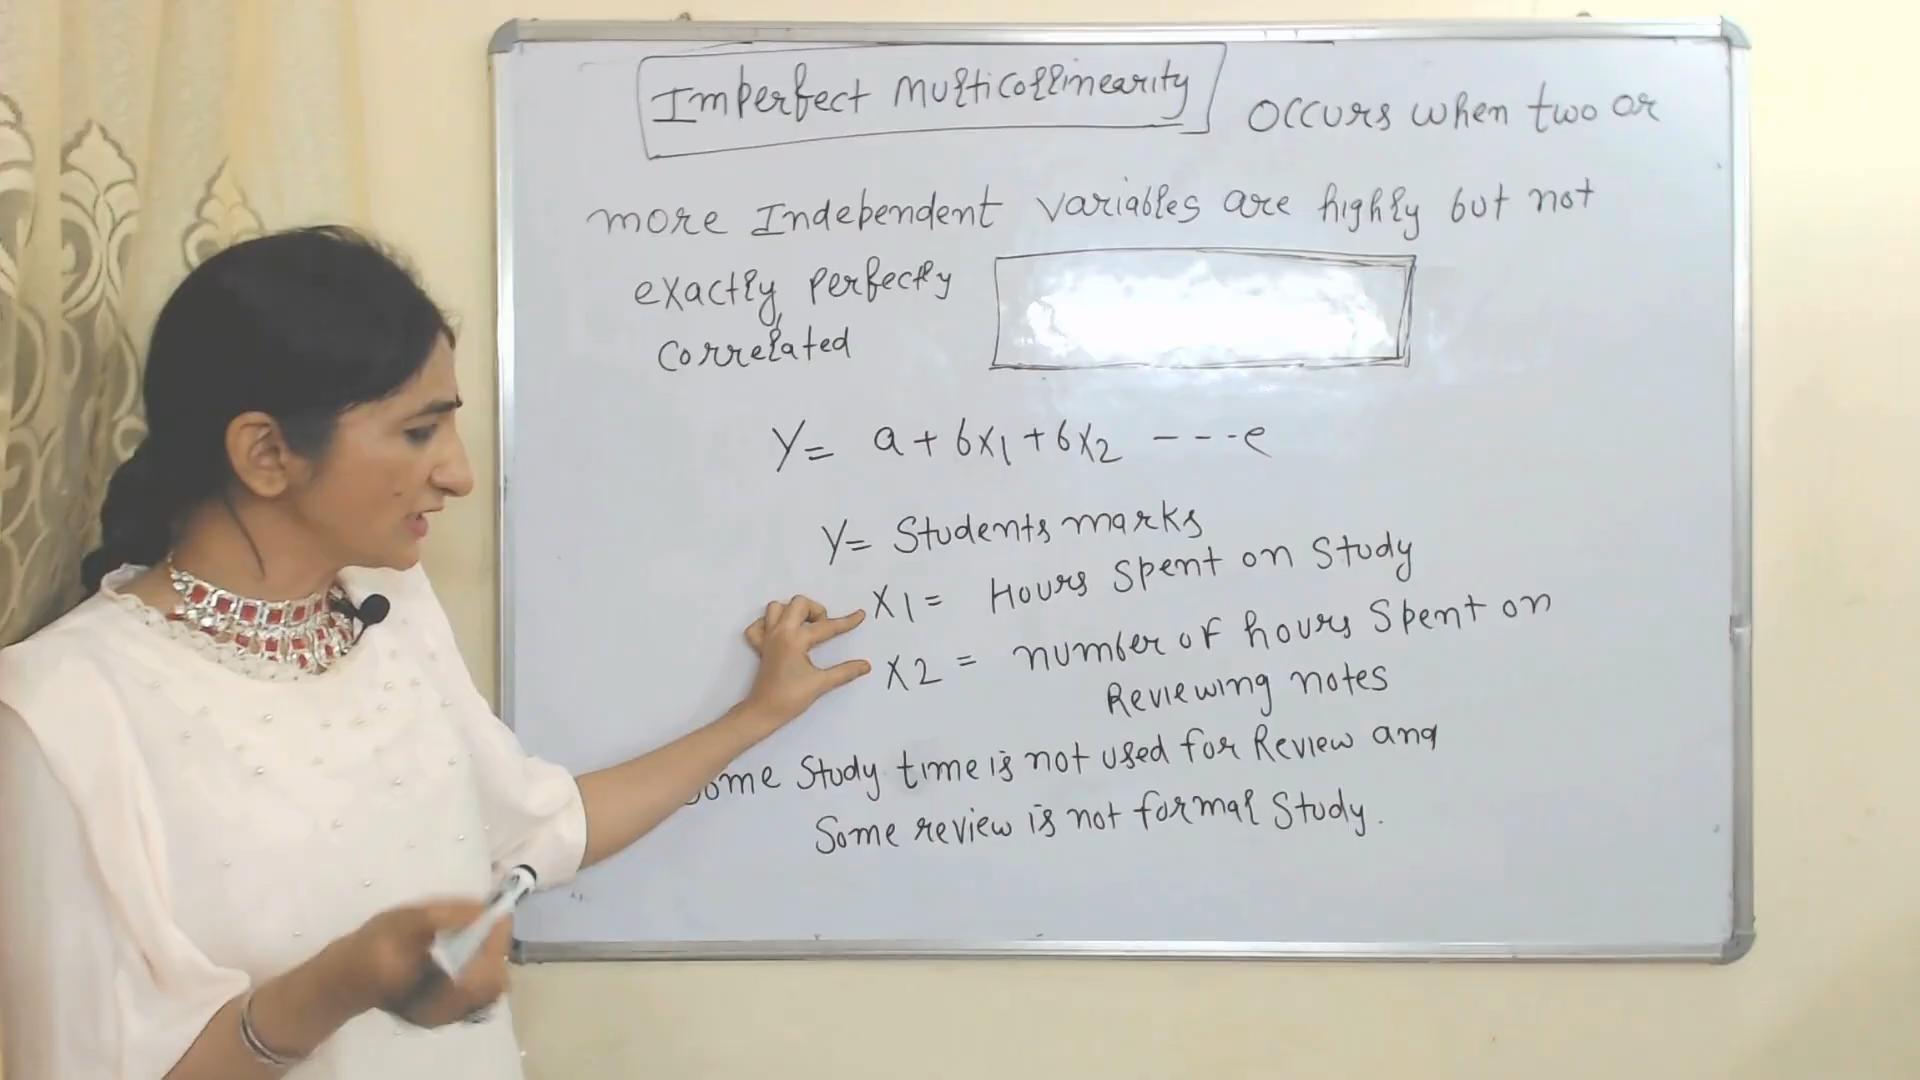 Imperfect Multicollinearity occurs when two or
more Independent variables are highly but not
exactly, perfectly
correlated
Y= a + bx1 + bx2 ---e
Y= Students marks
X1= Hours Spent on Study
X2 = number of hours Spent on
Reviewing notes
Some Study time is not used for Review and
Some review is not formal Study.